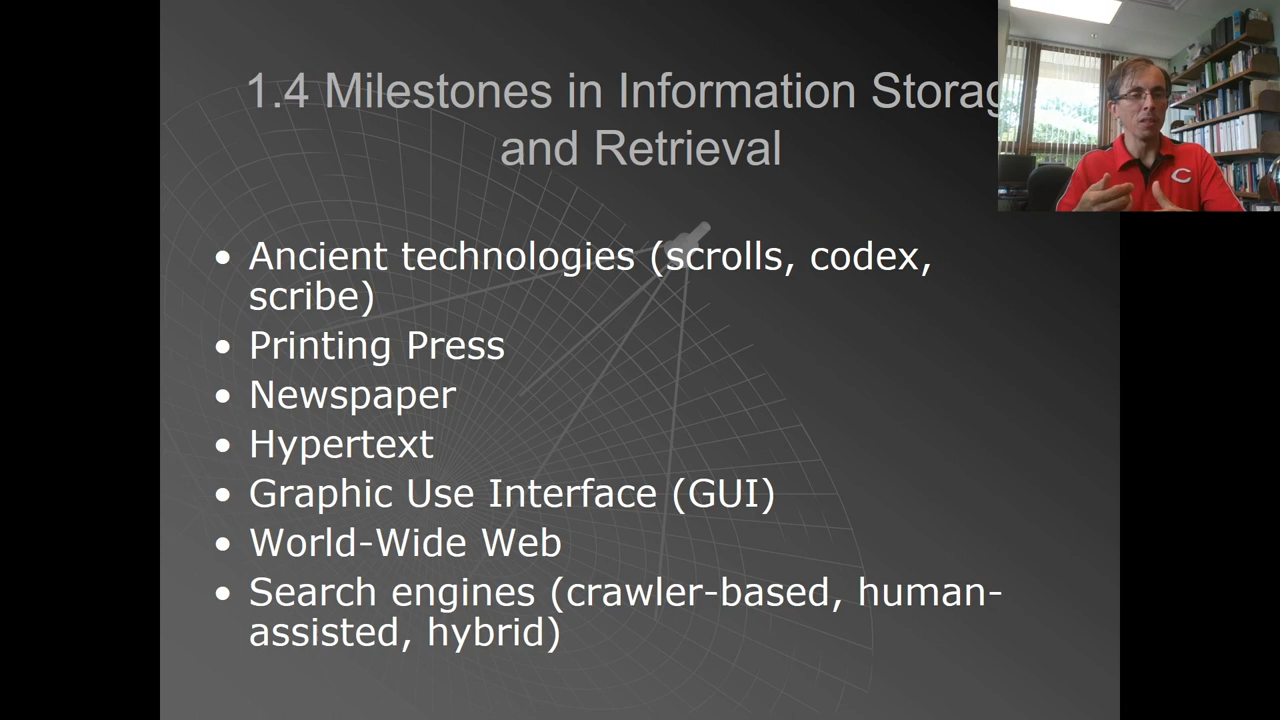 1.4 Milestones in Information Storag
and Retrieval
• Ancient technologies (scrolls, codex,
scribe)
• Printing Press
• Newspaper
• Hypertext
• Graphic Use Interface (GUI)
• World-Wide Web
• Search engines (crawler-based, human-
assisted, hybrid)
C